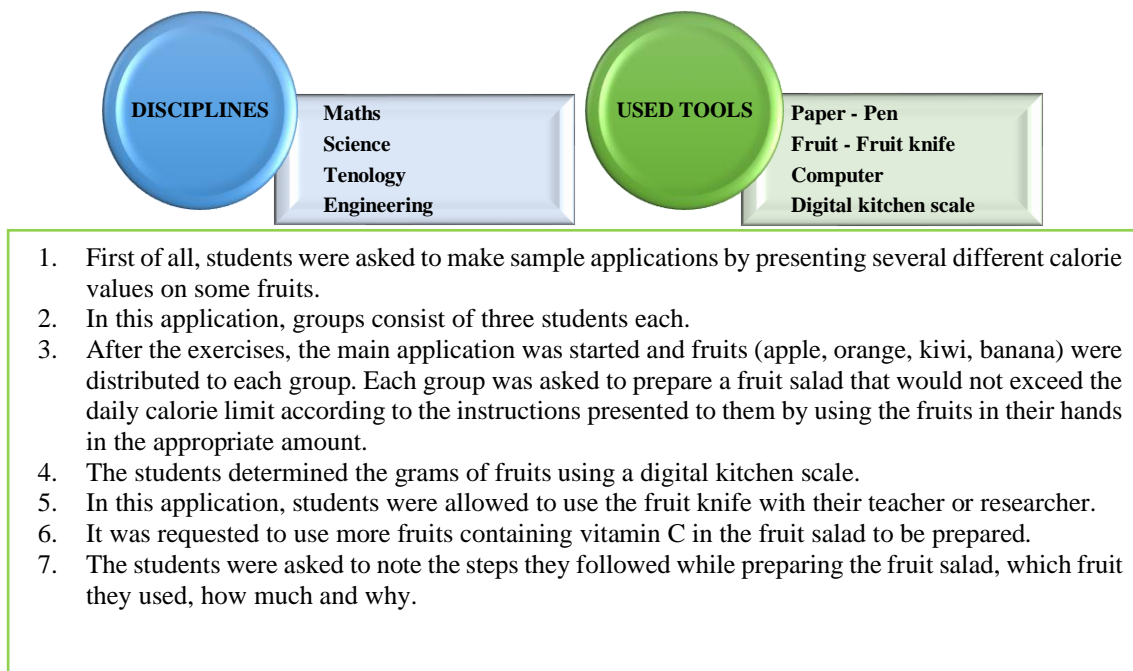 DISCIPLINES
Maths
Science
Tenology
Engineering
USED TOOLS
Paper - Pen
Fruit - Fruit knife
Computer
Digital kitchen scale
1. First of all, students were asked to make sample applications by presenting several different calorie
values on some fruits.
2. In this application, groups consist of three students each.
3. After the exercises, the main application was started and fruits (apple, orange, kiwi, banana) were
distributed to each group. Each group was asked to prepare a fruit salad that would not exceed the
daily calorie limit according to the instructions presented to them by using the fruits in their hands
in the appropriate amount.
4. The students determined the grams of fruits using a digital kitchen scale.
5. In this application, students were allowed to use the fruit knife with their teacher or researcher.
6. It was requested to use more fruits containing vitamin C in the fruit salad to be prepared.
7. The students were asked to note the steps they followed while preparing the fruit salad, which fruit
they used, how much and why.